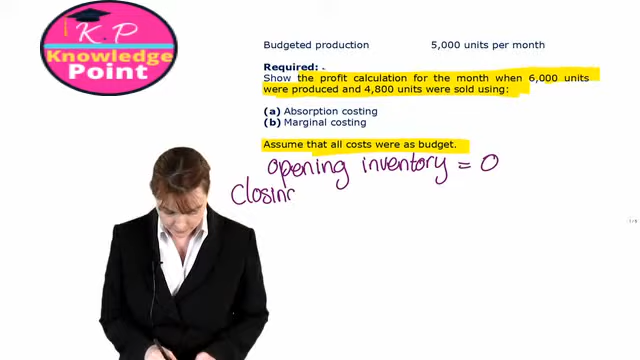 K.P
Knowledge
Point
Budgeted production 5,000 units per month
Required:
Show the profit calculation for the month when 6,000 units
were produced and 4,800 units were sold using:
(a) Absorption costing
(b) Marginal costing
Assume that all costs were as budget.
opening inventory = 0
Closin